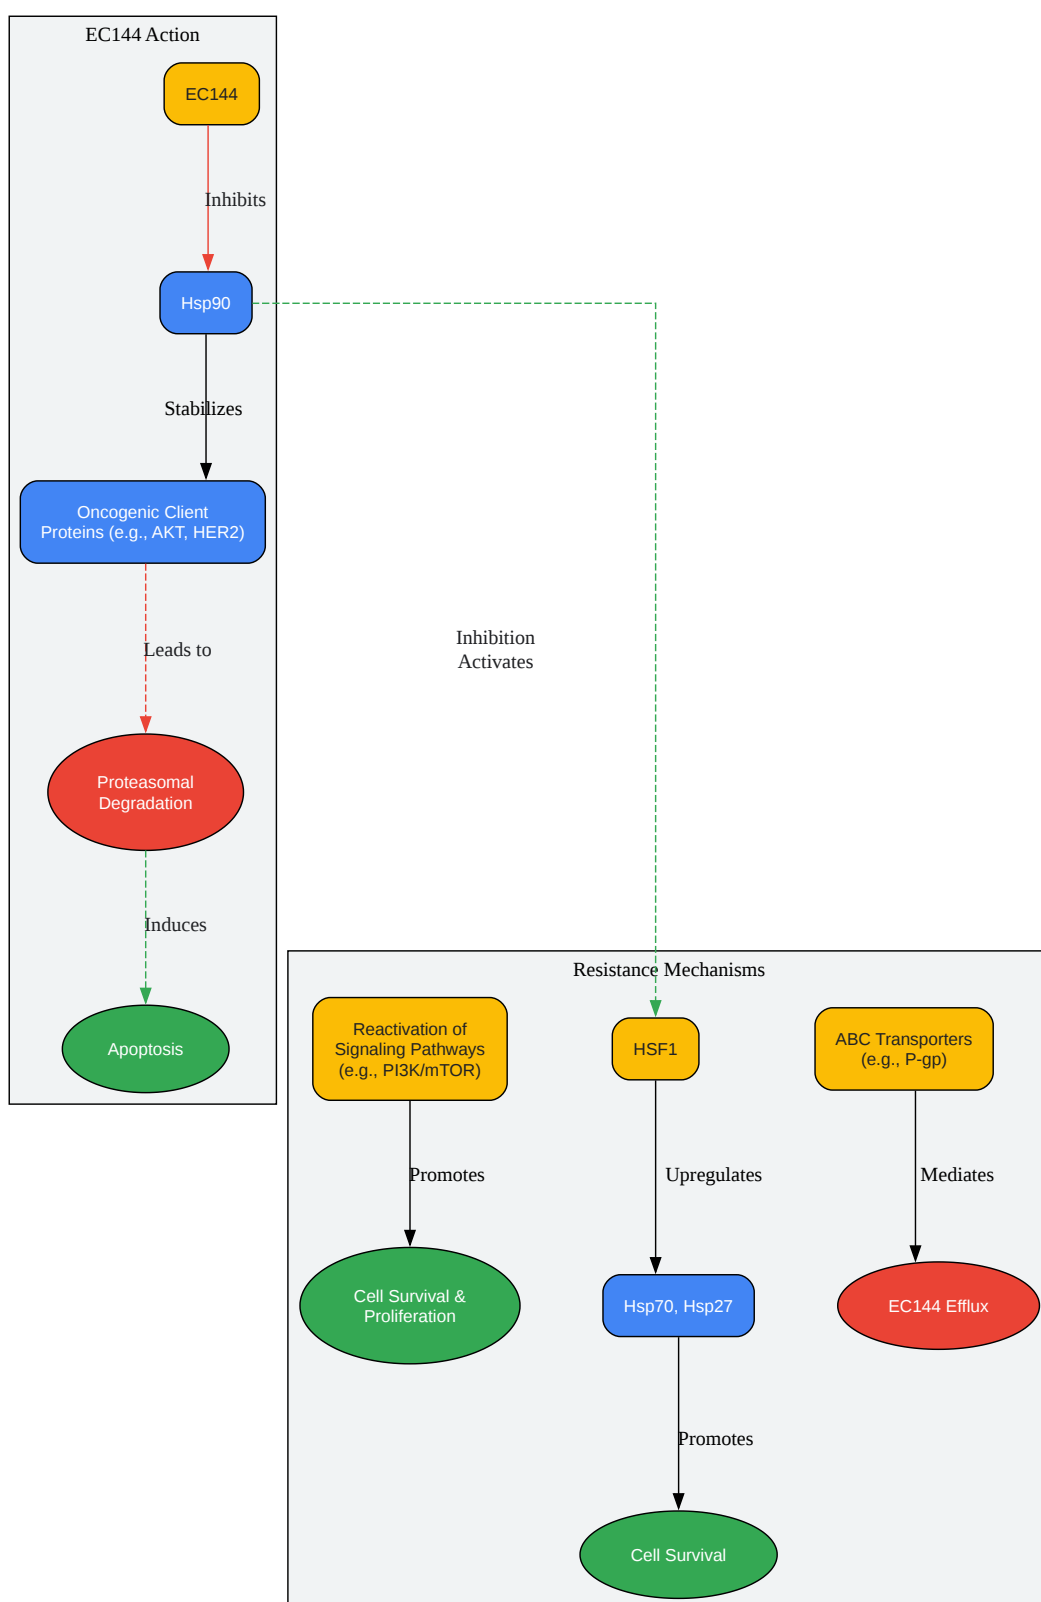 EC144 Action
EC144
Inhibits
Hsp90
Stabilizes
Oncogenic Client
Proteins (e.g., AKT, HER2)
Leads to
Inhibition
Activates
Proteasomal
Degradation
Induces
Apoptosis
Resistance Mechanisms
Reactivation of
Signaling Pathways
(e.g., PI3K/mTOR)
HSF1
ABC Transporters
(e.g., P-gp)
Promotes
Upregulates
Mediates
Cell Survival &
Proliferation
Hsp70, Hsp27
EC144 Efflux
Promotes
Cell Survival